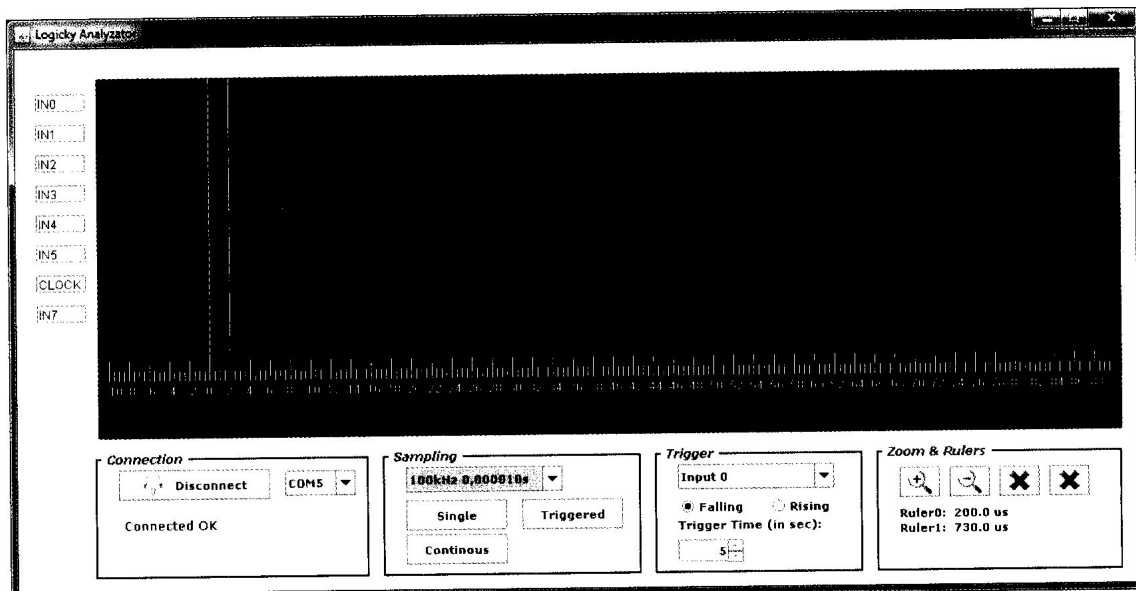 Logicky Analyzator
IN0
IN1
IN2
IN3
IN4
IN5
CLOCK
IN7
Connection
Disconnect
COM5
Connected OK
Sampling
100kHz 0,000010s
Single
Triggered
Continous
Trigger
Input 0
Falling
Rising
Trigger Time (in sec):
5
Zoom & Rulers
Ruler0: 200.0 us
Ruler1: 730.0 us